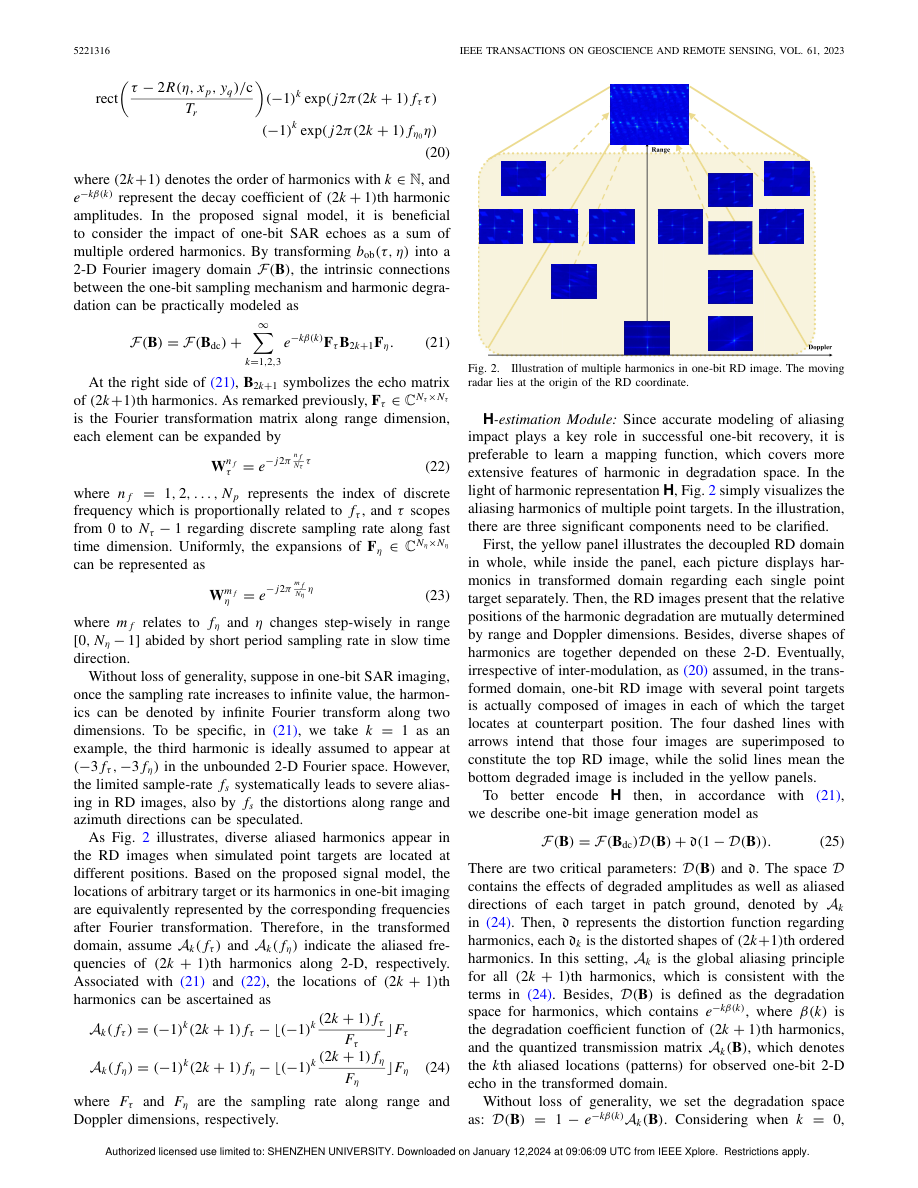 5221316
IEEE TRANSACTIONS ON GEOSCIENCE AND REMOTE SENSING, VOL. 61, 2023
rect((τ − 2R(η, x_p, y_q)/c)/T_r)(−1)^k exp(j2π(2k + 1)f_τ τ)
(−1)^k exp(j2π(2k + 1)f_{η_0} η)
(20)
where (2k+1) denotes the order of harmonics with k ∈ ℕ, and
e^{−kβ(k)} represent the decay coefficient of (2k + 1)th harmonic
amplitudes. In the proposed signal model, it is beneficial
to consider the impact of one-bit SAR echoes as a sum of
multiple ordered harmonics. By transforming b_ob(τ, η) into a
2-D Fourier imagery domain ℱ(B), the intrinsic connections
between the one-bit sampling mechanism and harmonic degra-
dation can be practically modeled as
ℱ(B) = ℱ(B_dc) + ∑_{k=1,2,3}^{∞} e^{−kβ(k)} F_τ B_{2k+1} F_η. (21)
At the right side of (21), B_{2k+1} symbolizes the echo matrix
of (2k+1)th harmonics. As remarked previously, F_τ ∈ ℂ^{N_τ×N_τ}
is the Fourier transformation matrix along range dimension,
each element can be expanded by
W_τ^{n_f} = e^{−j2π (n_f/N_τ) τ} (22)
where n_f = 1, 2, . . . , N_p represents the index of discrete
frequency which is proportionally related to f_τ, and τ scopes
from 0 to N_τ − 1 regarding discrete sampling rate along fast
time dimension. Uniformly, the expansions of F_η ∈ ℂ^{N_η×N_η}
can be represented as
W_η^{m_f} = e^{−j2π (m_f/N_η) η} (23)
where m_f relates to f_η and η changes step-wisely in range
[0, N_η − 1] abided by short period sampling rate in slow time
direction.
Without loss of generality, suppose in one-bit SAR imaging,
once the sampling rate increases to infinite value, the harmon-
ics can be denoted by infinite Fourier transform along two
dimensions. To be specific, in (21), we take k = 1 as an
example, the third harmonic is ideally assumed to appear at
(−3f_τ, −3f_η) in the unbounded 2-D Fourier space. However,
the limited sample-rate f_s systematically leads to severe alias-
ing in RD images, also by f_s the distortions along range and
azimuth directions can be speculated.
As Fig. 2 illustrates, diverse aliased harmonics appear in
the RD images when simulated point targets are located at
different positions. Based on the proposed signal model, the
locations of arbitrary target or its harmonics in one-bit imaging
are equivalently represented by the corresponding frequencies
after Fourier transformation. Therefore, in the transformed
domain, assume 𝒜_k(f_τ) and 𝒜_k(f_η) indicate the aliased fre-
quencies of (2k + 1)th harmonics along 2-D, respectively.
Associated with (21) and (22), the locations of (2k + 1)th
harmonics can be ascertained as
𝒜_k(f_τ) = (−1)^k(2k + 1)f_τ − ⌊(−1)^k (2k + 1)f_τ/F_τ⌋F_τ
𝒜_k(f_η) = (−1)^k(2k + 1)f_η − ⌊(−1)^k (2k + 1)f_η/F_η⌋F_η (24)
where F_τ and F_η are the sampling rate along range and
Doppler dimensions, respectively.
Range
Doppler
Fig. 2. Illustration of multiple harmonics in one-bit RD image. The moving
radar lies at the origin of the RD coordinate.
H-estimation Module: Since accurate modeling of aliasing
impact plays a key role in successful one-bit recovery, it is
preferable to learn a mapping function, which covers more
extensive features of harmonic in degradation space. In the
light of harmonic representation H, Fig. 2 simply visualizes the
aliasing harmonics of multiple point targets. In the illustration,
there are three significant components need to be clarified.
First, the yellow panel illustrates the decoupled RD domain
in whole, while inside the panel, each picture displays har-
monics in transformed domain regarding each single point
target separately. Then, the RD images present that the relative
positions of the harmonic degradation are mutually determined
by range and Doppler dimensions. Besides, diverse shapes of
harmonics are together depended on these 2-D. Eventually,
irrespective of inter-modulation, as (20) assumed, in the trans-
formed domain, one-bit RD image with several point targets
is actually composed of images in each of which the target
locates at counterpart position. The four dashed lines with
arrows intend that those four images are superimposed to
constitute the top RD image, while the solid lines mean the
bottom degraded image is included in the yellow panels.
To better encode H then, in accordance with (21),
we describe one-bit image generation model as
ℱ(B) = ℱ(B_dc)𝒟(B) + 𝔡(1 − 𝒟(B)). (25)
There are two critical parameters: 𝒟(B) and 𝔡. The space 𝒟
contains the effects of degraded amplitudes as well as aliased
directions of each target in patch ground, denoted by 𝒜_k
in (24). Then, 𝔡 represents the distortion function regarding
harmonics, each 𝔡_k is the distorted shapes of (2k+1)th ordered
harmonics. In this setting, 𝒜_k is the global aliasing principle
for all (2k + 1)th harmonics, which is consistent with the
terms in (24). Besides, 𝒟(B) is defined as the degradation
space for harmonics, which contains e^{−kβ(k)}, where β(k) is
the degradation coefficient function of (2k + 1)th harmonics,
and the quantized transmission matrix 𝒜_k(B), which denotes
the kth aliased locations (patterns) for observed one-bit 2-D
echo in the transformed domain.
Without loss of generality, we set the degradation space
as: 𝒟(B) = 1 − e^{−kβ(k)}𝒜_k(B). Considering when k = 0,
Authorized licensed use limited to: SHENZHEN UNIVERSITY. Downloaded on January 12,2024 at 09:06:09 UTC from IEEE Xplore. Restrictions apply.